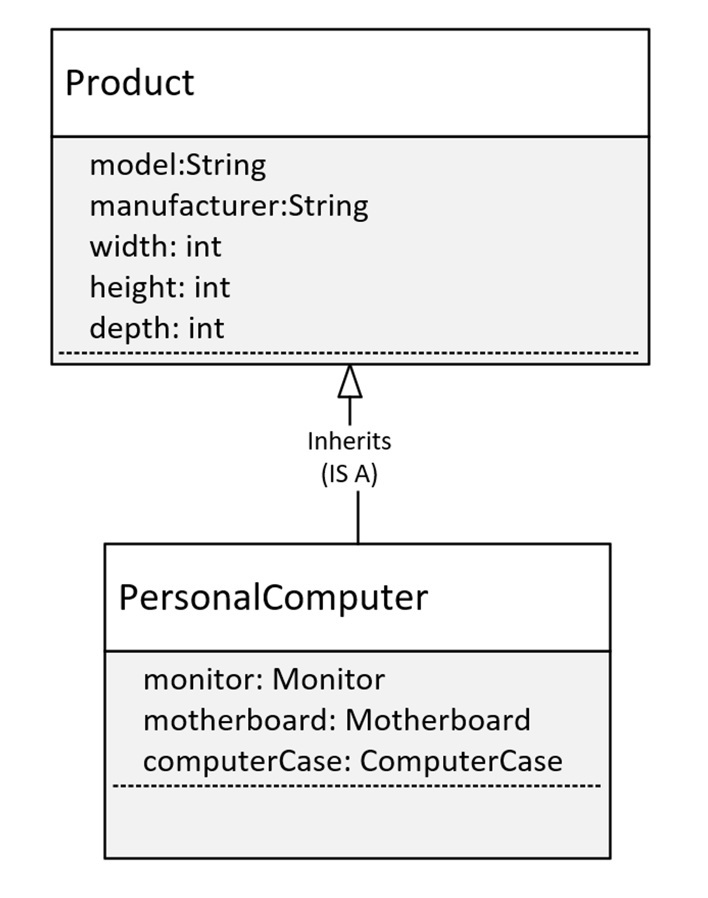 Product
model:String
manufacturer:String
width: int
height: int
depth: int
Inherits
(IS A)
PersonalComputer
monitor: Monitor
motherboard: Motherboard
computerCase: ComputerCase